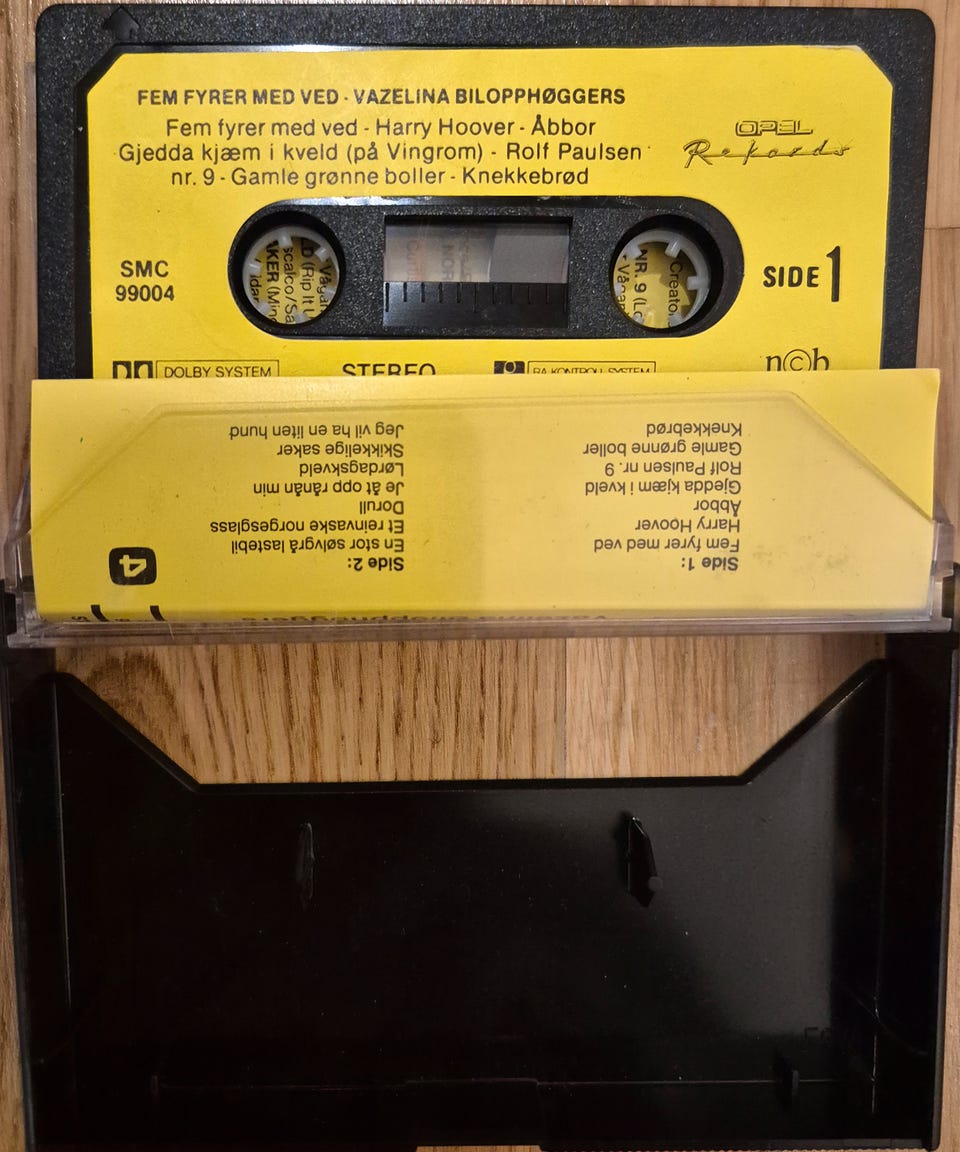 FEM FYRER MED VED - VAZELINA BILOPPHØGGERS
Fem fyrer med ved - Harry Hoover - Åbbor
Gjedda kjæm i kveld (på Vingrom) - Rolf Paulsen
nr. 9 - Gamle grønne boller - Knekkebrød
OPEL
Rekords
SMC
99004
SIDE 1
DOLBY SYSTEM
STEREO
BA KONTROLL SYSTEM
n©b
Side 1:
Fem fyrer med ved
Harry Hoover
Åbbor
Gjedda kjæm i kveld
Rolf Paulsen nr 9
Gamle grønne boller
Knekkebrød
Side 2:
En stor sølvgrå lastebil
Et reinvaske norgesglass
Dorull
Je åt opp rånån min
Lørdagskveld
Skikkelige saker
Jeg vil ha en liten hund
4